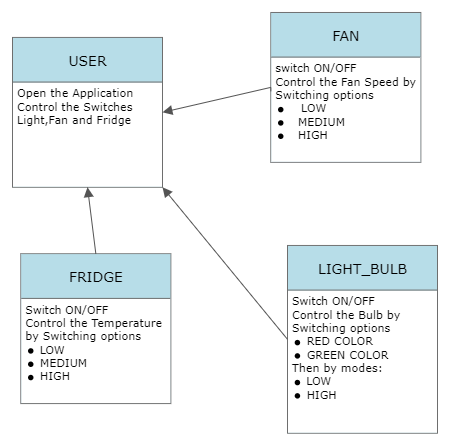 USER
Open the Application
Control the Switches
Light,Fan and Fridge
FAN
switch ON/OFF
Control the Fan Speed by
Switching options
● LOW
● MEDIUM
● HIGH
FRIDGE
Switch ON/OFF
Control the Temperature
by Switching options
● LOW
● MEDIUM
● HIGH
LIGHT_BULB
Switch ON/OFF
Control the Bulb by
Switching options
● RED COLOR
● GREEN COLOR
Then by modes:
● LOW
● HIGH